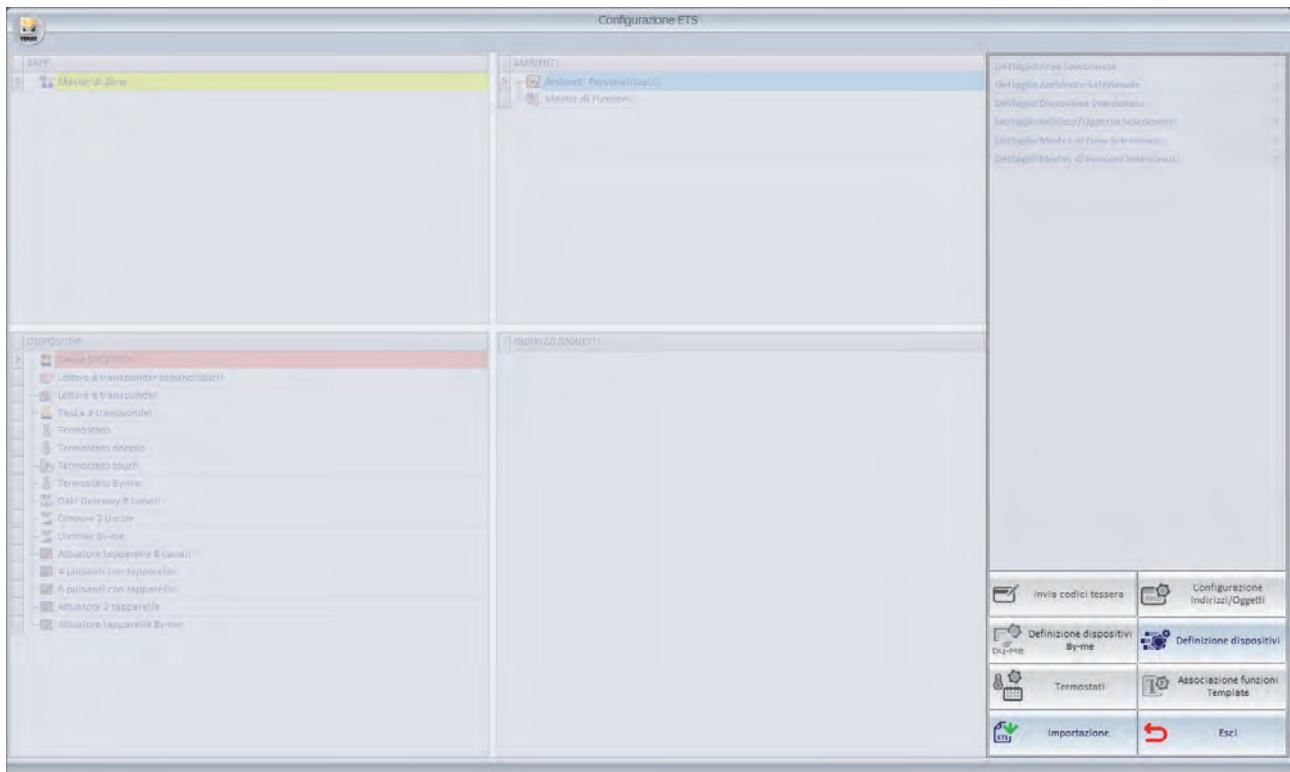 Configurazione ETS
VIMAR
AREE
Master di Zone
AMBIENTI
Ambienti Personalizzati
Master di Funzioni
Dettaglio Area Selezionata
Dettaglio Ambiente Selezionato
Dettaglio Dispositivo Selezionato
Dettaglio Indirizzo/Oggetto Selezionato
Dettaglio Master di Zone Selezionato
Dettaglio Master di Funzioni Selezionato
DISPOSITIVI
Lettore a transponder esterno touch
Lettore a transponder
Tasca a transponder
Termostato
Termostato doppio
Termostato touch
Termostato By-me
DALI Gateway 8 canali
Dimmer 2 Uscite
Dimmer By-me
Attuatore tapparelle 8 canali
4 pulsanti con tapparelle
6 pulsanti con tapparelle
Attuatore 2 tapparelle
Attuatore tapparelle By-me
INDIRIZZI/OGGETTI
Invia codici tessera
Configurazione
Indirizzi/Oggetti
by-me
Definizione dispositivi
By-me
Definizione dispositivi
Termostati
Associazione funzioni
Template
ETS
Importazione
Esci